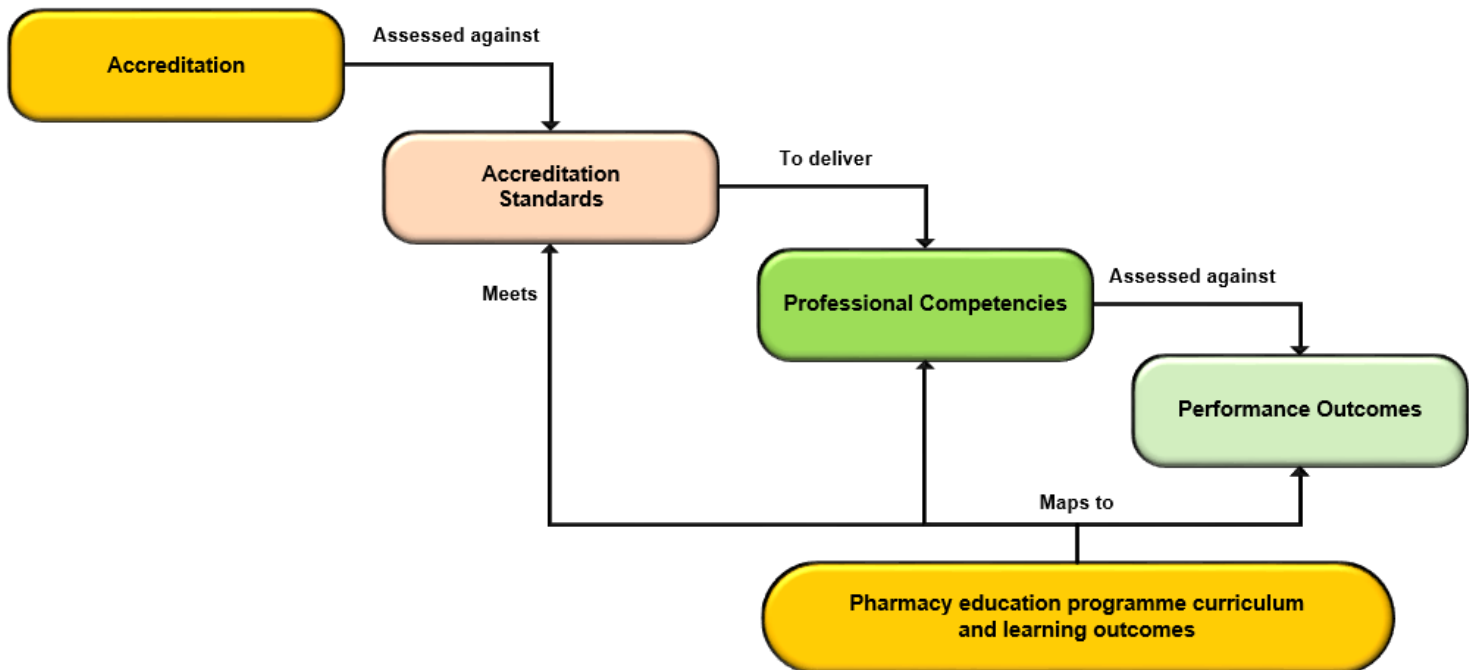 Assessed against
Accreditation
Accreditation
Standards
To deliver
Professional Competencies
Assessed against
Meets
Performance Outcomes
Maps to
Pharmacy education programme curriculum
and learning outcomes